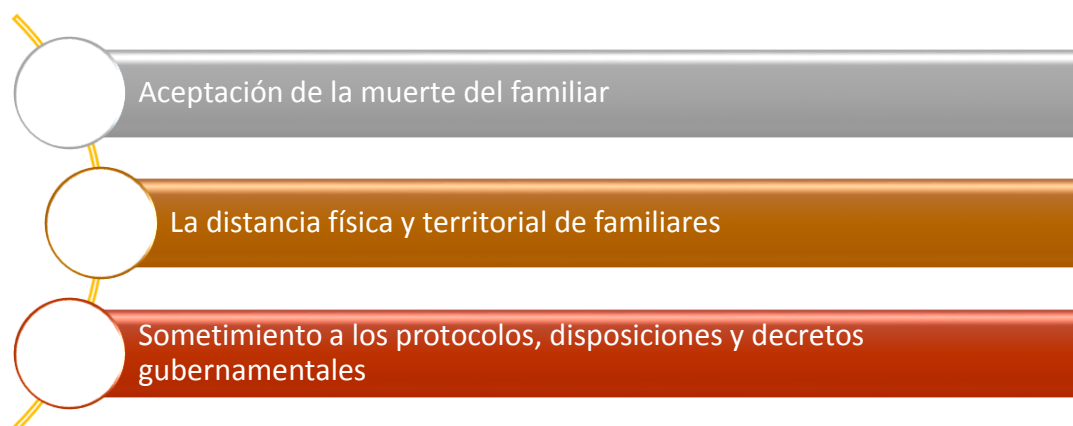 Aceptación de la muerte del familiar
La distancia física y territorial de familiares
Sometimiento a los protocolos, disposiciones y decretos
gubernamentales